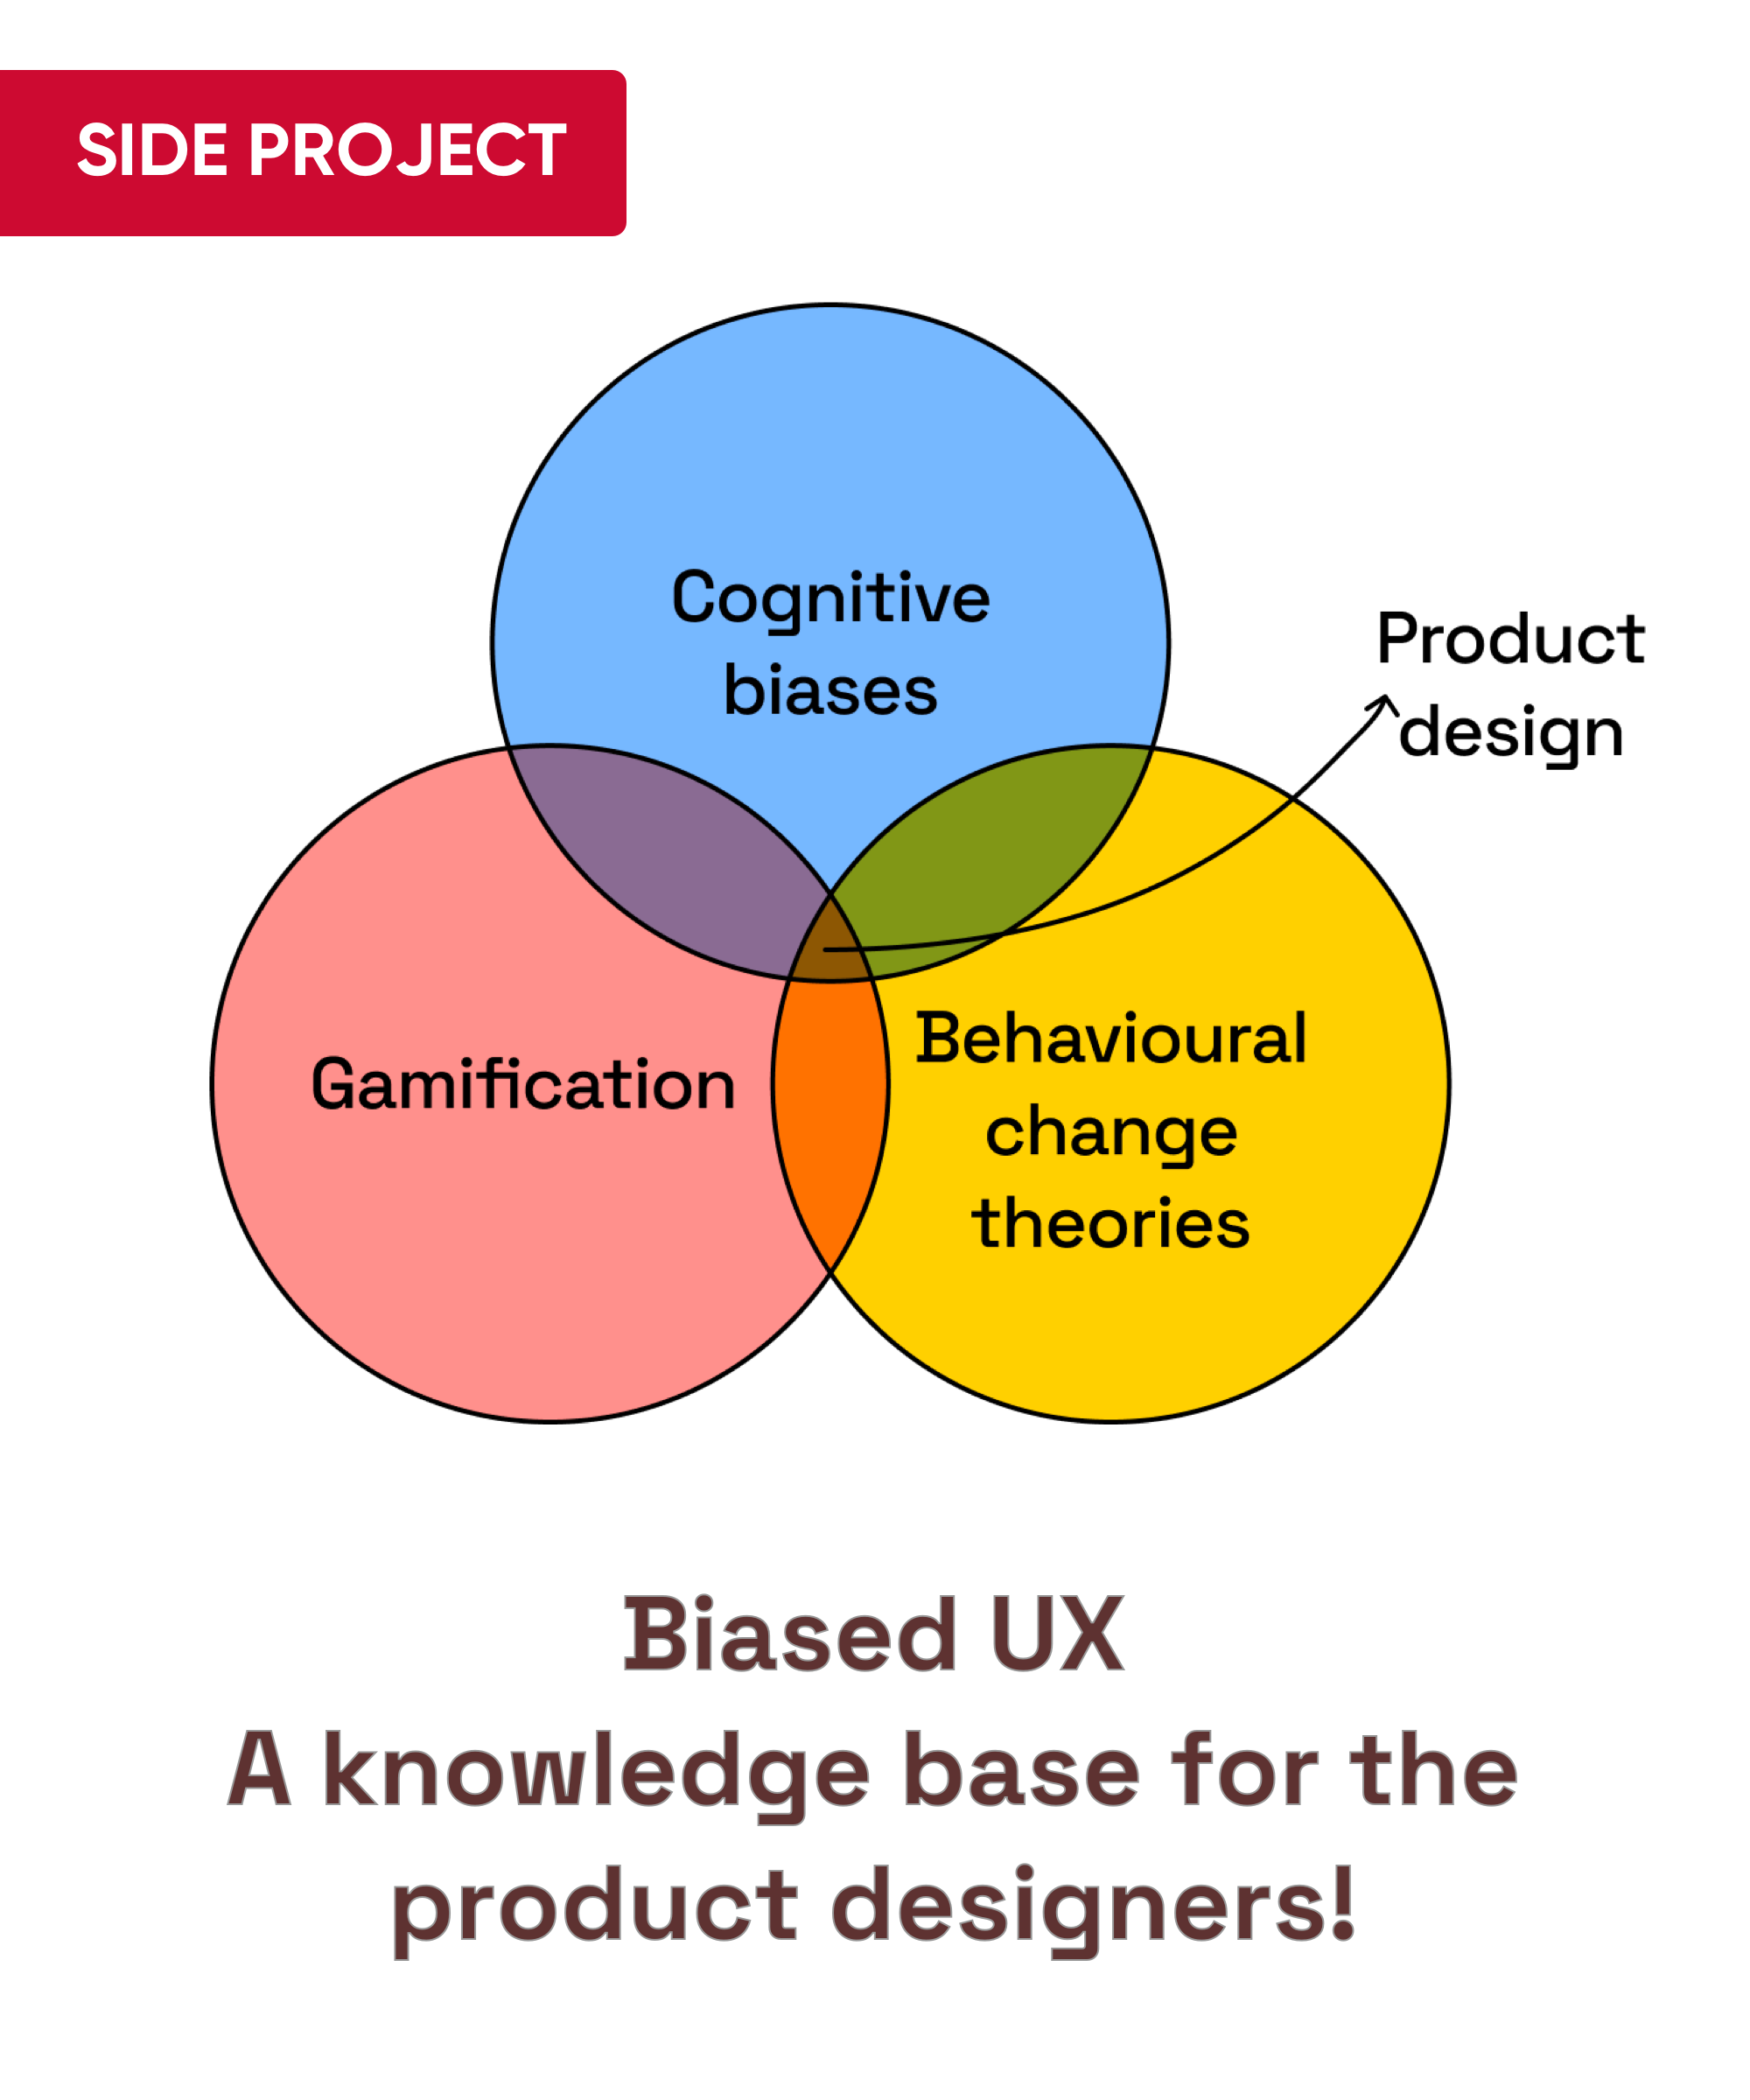 SIDE PROJECT
Cognitive
biases
Product
design
Gamification
Behavioural
change
theories
Biased UX
A knowledge base for the
product designers!